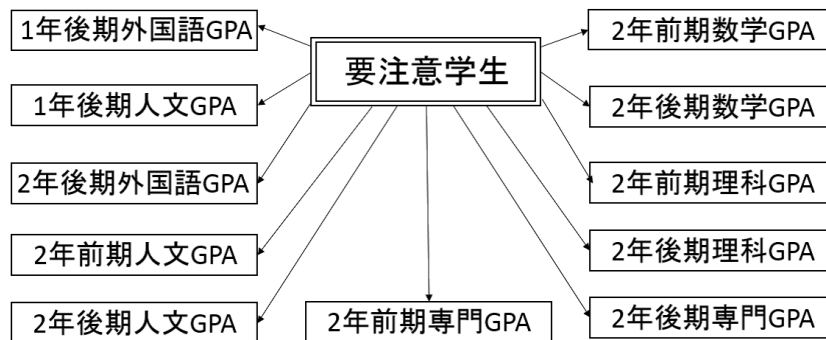 要注意学生
1年後期外国語GPA
1年後期人文GPA
2年後期外国語GPA
2年前期人文GPA
2年後期人文GPA
2年前期専門GPA
2年前期数学GPA
2年後期数学GPA
2年前期理科GPA
2年後期理科GPA
2年後期専門GPA